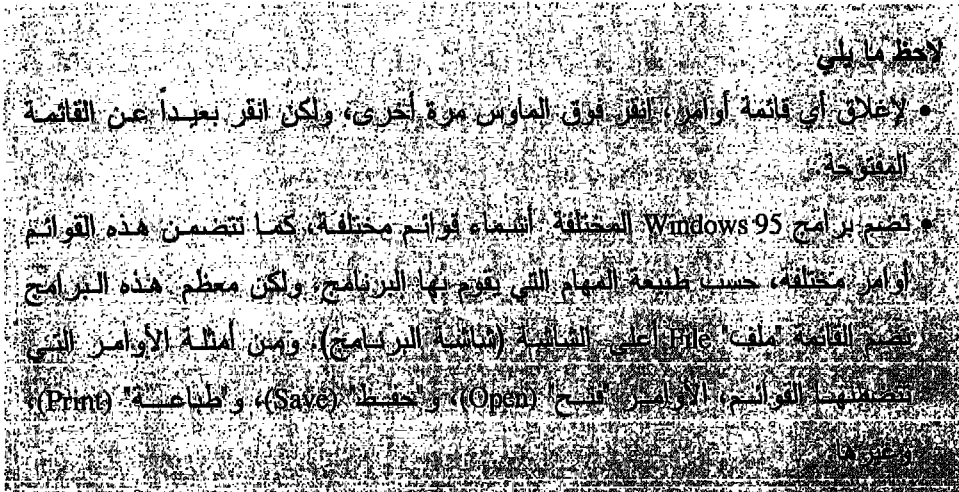 لاحظ ما يلي
• لإغلاق أي قائمة أوامر، انقر فوق الماوس مرة أخرى، ولكن انقر بعيداً عن القائمة
المفتوحة.
• تضم برامج Windows 95 المختلفة أسماء قوائم مختلفة، كما تتضمن هذه القوائم
أوامر مختلفة، حسب طبيعة المهام التي يقوم بها البرنامج، ولكن معظم هذه البرامج
تضم القائمة "ملف" File أعلى الشاشة (شاشة البرنامج). ومن أمثلة الأوامر التي
تتضمنها القوائم، الأوامر "فتح" (Open)، و"حفظ" (Save)، و"طباعة" (Print)،
وغيرها.